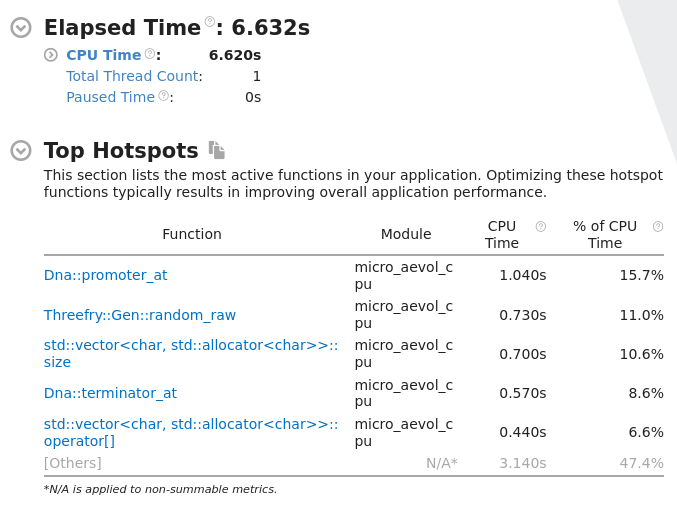 Elapsed Time ?: 6.632s
CPU Time ?: 6.620s
Total Thread Count: 1
Paused Time ?: 0s
Top Hotspots
This section lists the most active functions in your application. Optimizing these hotspot
functions typically results in improving overall application performance.
Function Module CPU Time ? % of CPU Time ?
Dna::promoter_at micro_aevol_cpu 1.040s 15.7%
Threefry::Gen::random_raw micro_aevol_cpu 0.730s 11.0%
std::vector<char, std::allocator<char>>::size micro_aevol_cpu 0.700s 10.6%
Dna::terminator_at micro_aevol_cpu 0.570s 8.6%
std::vector<char, std::allocator<char>>::operator[] micro_aevol_cpu 0.440s 6.6%
[Others] N/A* 3.140s 47.4%
*N/A is applied to non-summable metrics.